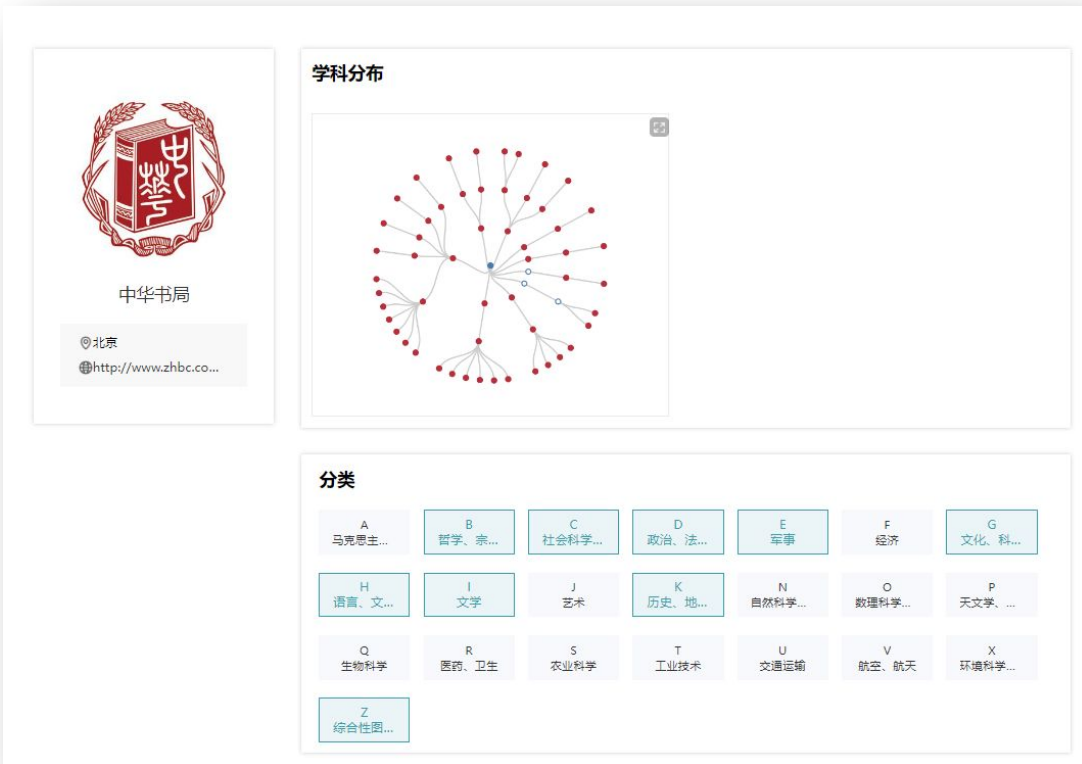 中华
中华书局
北京
http://www.zhbc.co...
学科分布
分类
A
马克思主...
B
哲学、宗...
C
社会科学...
D
政治、法...
E
军事
F
经济
G
文化、科...
H
语言、文...
I
文学
J
艺术
K
历史、地...
N
自然科学...
O
数理科学...
P
天文学、...
Q
生物科学
R
医药、卫生
S
农业科学
T
工业技术
U
交通运输
V
航空、航天
X
环境科学...
Z
综合性图...